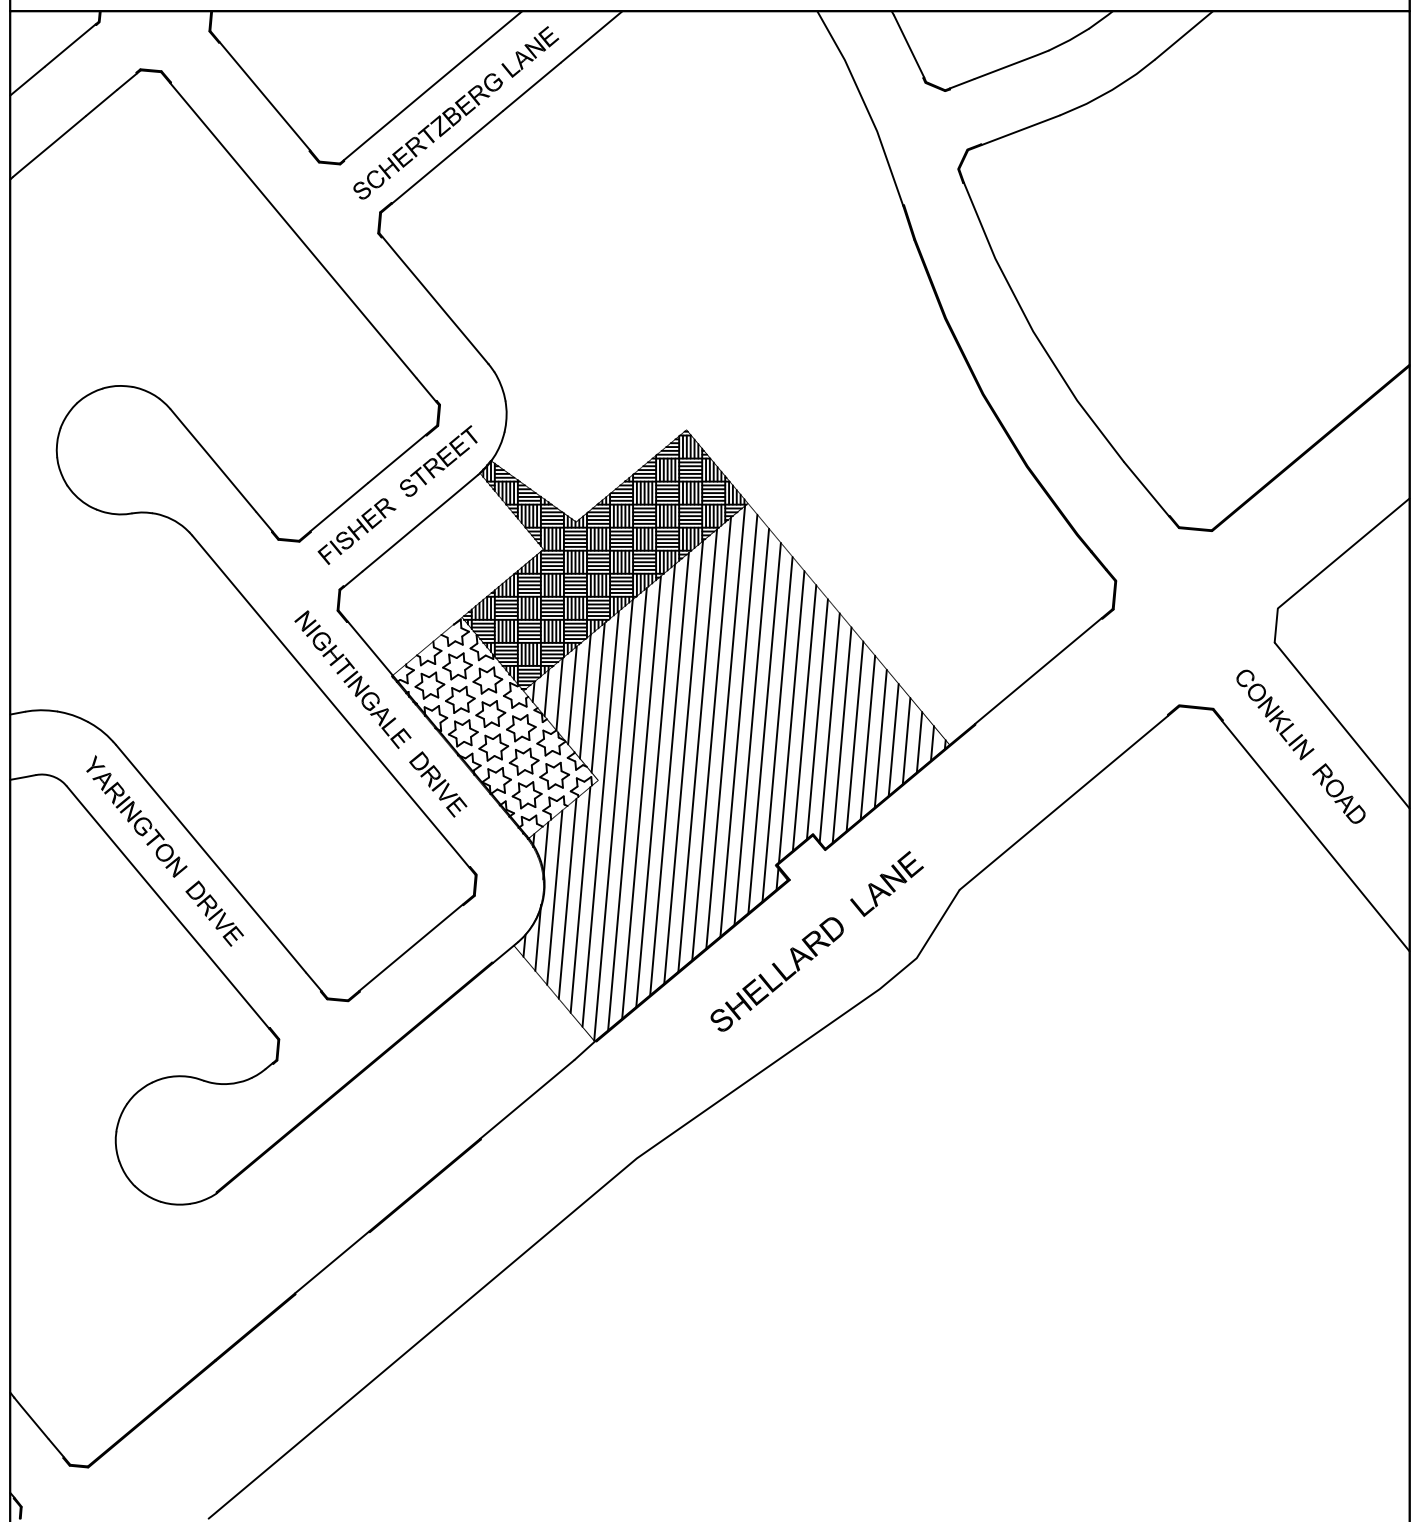 SCHERTZBERG LANE
FISHER STREET
NIGHTINGALE DRIVE
CONKLIN ROAD
YARINGTON DRIVE
SHELLARD LANE